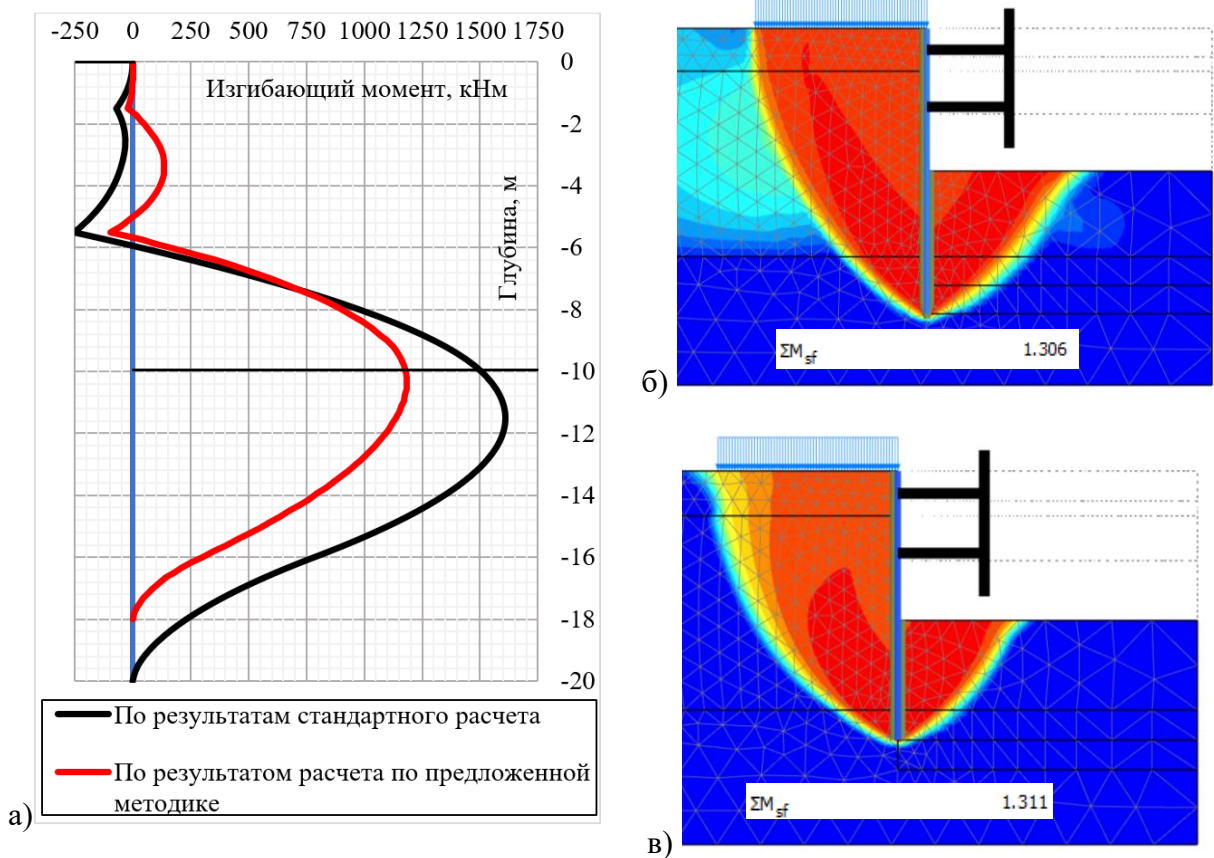 -250 0 250 500 750 1000 1250 1500 1750
Изгибающий момент, кНм
Глубина, м
0
-2
-4
-6
-8
-10
-12
-14
-16
-18
-20
По результатам стандартного расчета
По результатом расчета по предложенной
методике
а)
ΣMsf 1.306
б)
ΣMsf 1.311
в)